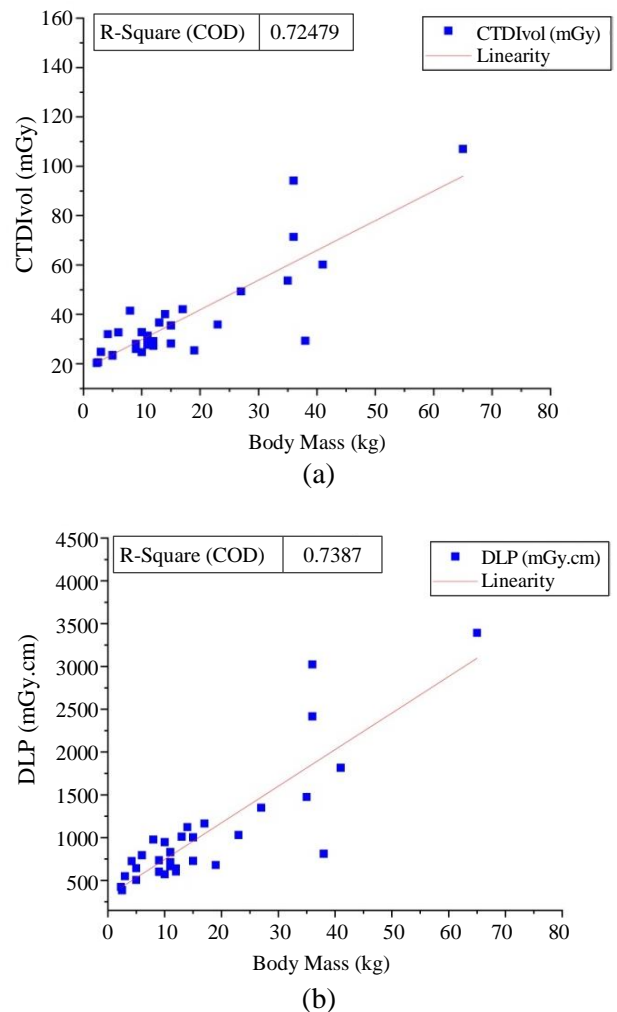 R-Square (COD) 0.72479
CTDIvol (mGy)
Linearity
CTDIvol (mGy)
160
140
120
100
80
60
40
20
0 10 20 30 40 50 60 70 80
Body Mass (kg)
(a)
R-Square (COD) 0.7387
DLP (mGy.cm)
Linearity
DLP (mGy.cm)
4500
4000
3500
3000
2500
2000
1500
1000
500
0 10 20 30 40 50 60 70 80
Body Mass (kg)
(b)